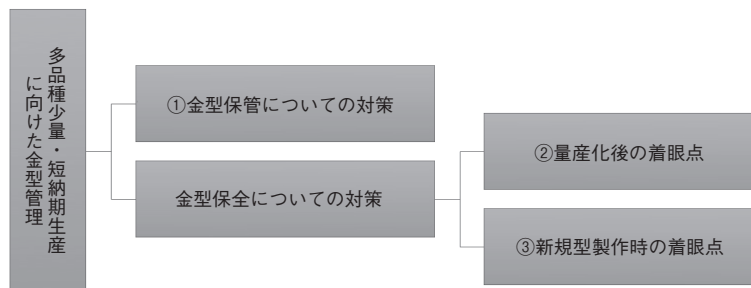 多品種少量・短納期生産
に向けた金型管理
①金型保管についての対策
金型保全についての対策
②量産化後の着眼点
③新規型製作時の着眼点